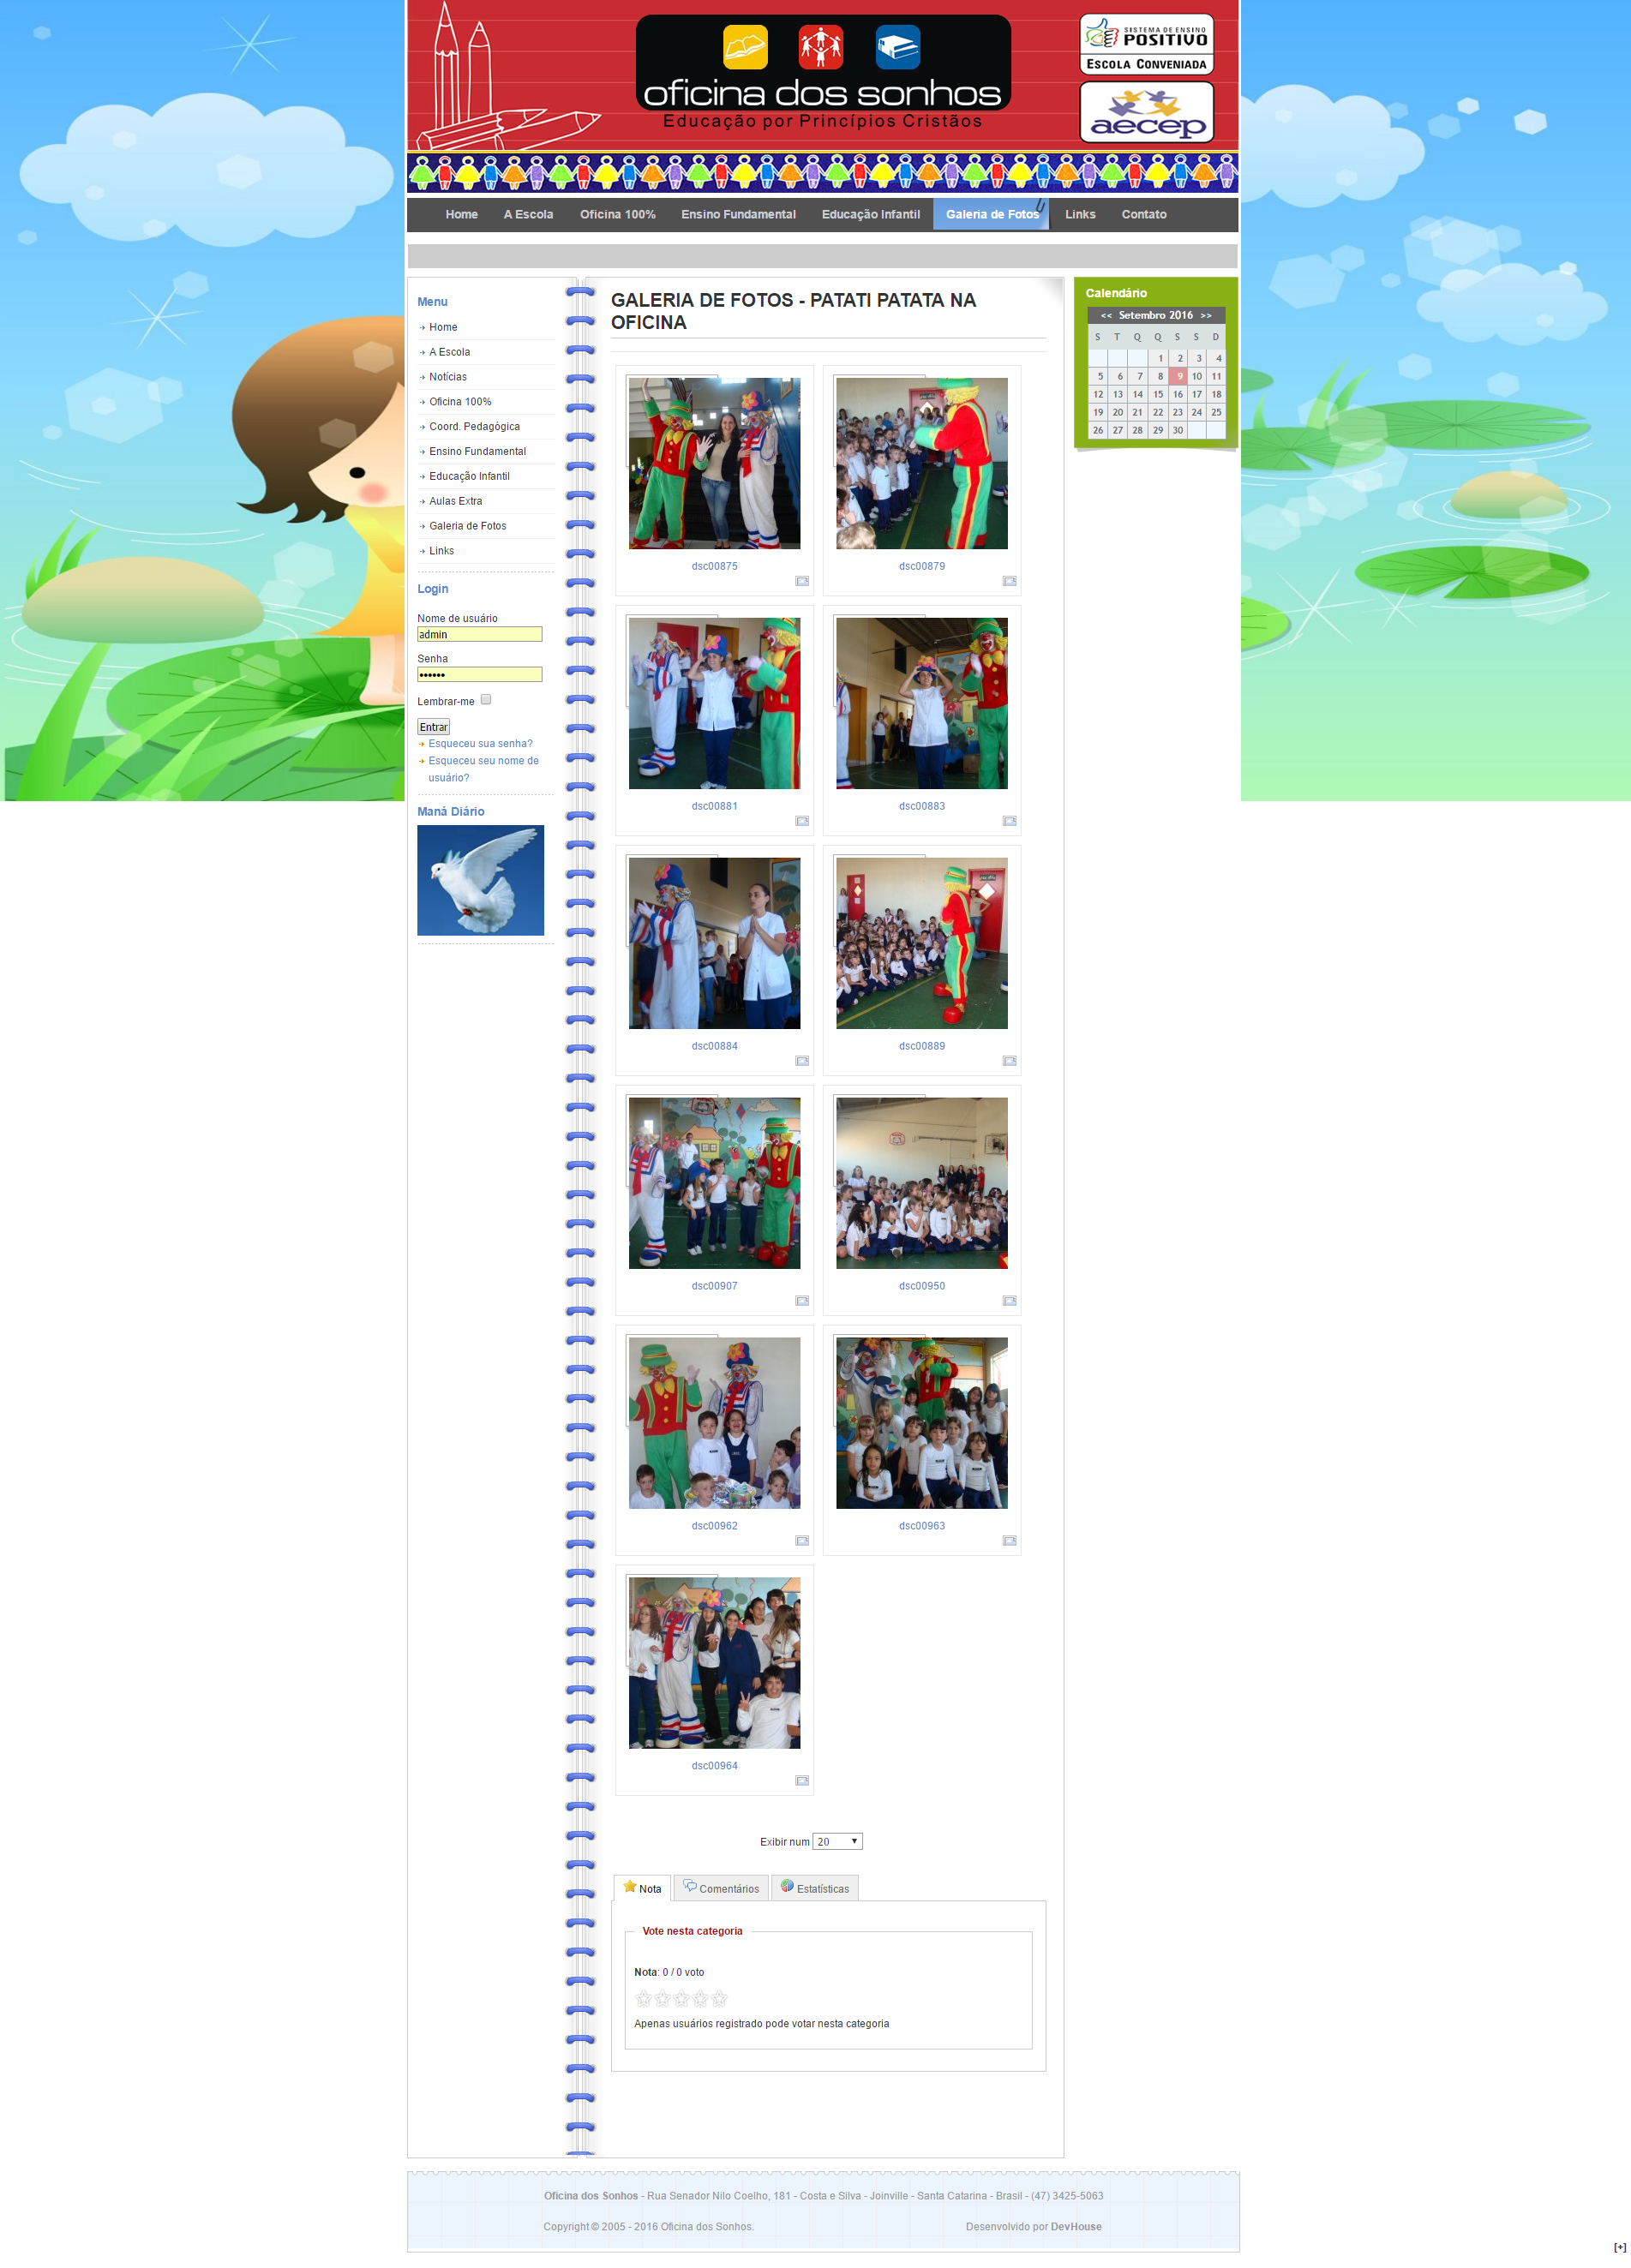 oficina dos sonhos
Educação por Princípios Cristãos
SISTEMA DE ENSINO
POSITIVO
ESCOLA CONVENIADA
aecep
Home A Escola Oficina 100% Ensino Fundamental Educação Infantil Galeria de Fotos Links Contato
Menu
Home
A Escola
Notícias
Oficina 100%
Coord. Pedagógica
Ensino Fundamental
Educação Infantil
Aulas Extra
Galeria de Fotos
Links
Login
Nome de usuário
admin
Senha
••••••
Lembrar-me
Entrar
Esqueceu sua senha?
Esqueceu seu nome de
usuário?
Maná Diário
GALERIA DE FOTOS - PATATI PATATA NA
OFICINA
dsc00875 dsc00879
dsc00881 dsc00883
dsc00884 dsc00889
dsc00907 dsc00950
dsc00962 dsc00963
dsc00964
Exibir num 20
Nota Comentários Estatísticas
Vote nesta categoria
Nota: 0 / 0 voto
Apenas usuários registrado pode votar nesta categoria
Calendário
<< Setembro 2016 >>
S T Q Q S S D
1 2 3 4
5 6 7 8 9 10 11
12 13 14 15 16 17 18
19 20 21 22 23 24 25
26 27 28 29 30
Oficina dos Sonhos - Rua Senador Nilo Coelho, 181 - Costa e Silva - Joinville - Santa Catarina - Brasil - (47) 3425-5063
Copyright © 2005 - 2016 Oficina dos Sonhos. Desenvolvido por DevHouse
[+]